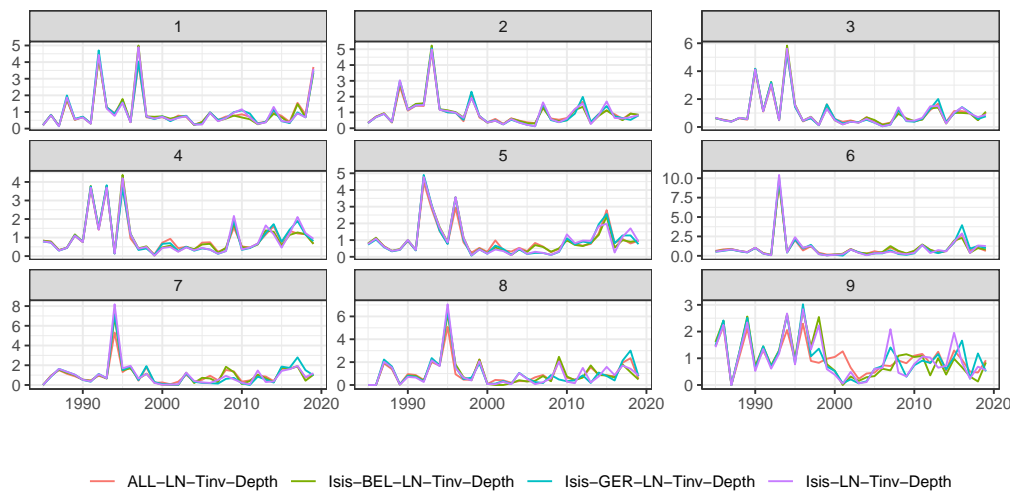 1 2 3
5 5 6
4 4
3 3 4
2 2 2
1 1
0 0 0
4 5 6
4 5 10.0
3 4 7.5
2 3 5.0
1 2 2.5
0 1 0.0
0
7 8 9
8 3
6 6 2
4 4
2 2 1
0 0 0
1990 2000 2010 2020 1990 2000 2010 2020 1990 2000 2010 2020
ALL−LN−Tinv−Depth Isis−BEL−LN−Tinv−Depth Isis−GER−LN−Tinv−Depth Isis−LN−Tinv−Depth